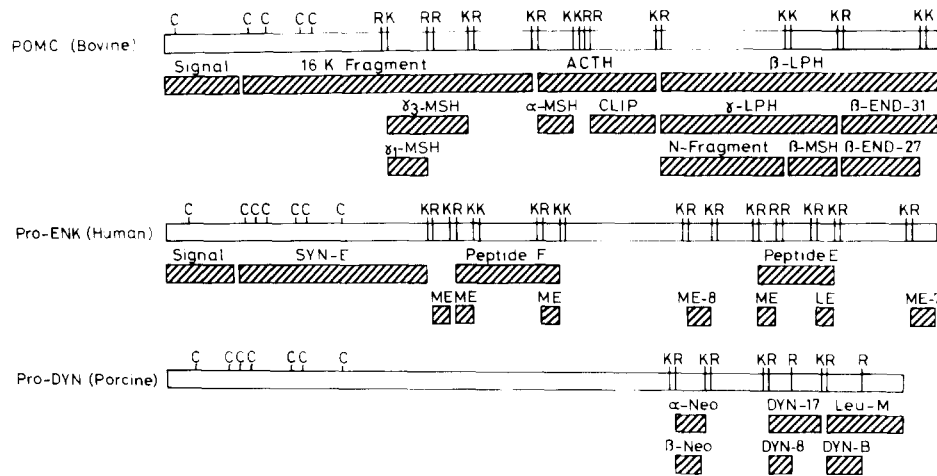 C C C C C RK RR KR KR KKRR KR KK KR KK
POMC (Bovine)
Signal 16 K Fragment ACTH β-LPH
γ3-MSH α-MSH CLIP γ-LPH β-END-31
γ1-MSH N-Fragment β-MSH β-END-27
C CCC CC C KR KR KK KR KK KR KR KR RR KR KR
Pro-ENK (Human)
Signal SYN-E Peptide F Peptide E
ME ME ME ME-8 ME LE ME-7
C CCC CC C KR KR KR R KR R
Pro-DYN (Porcine)
α-Neo DYN-17 Leu-M
β-Neo DYN-8 DYN-B